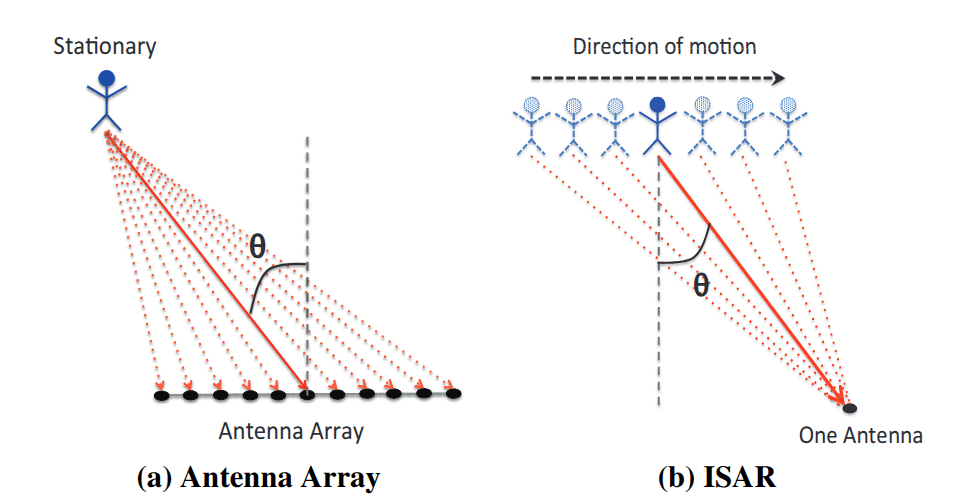 Stationary
θ
Antenna Array
(a) Antenna Array
Direction of motion
θ
One Antenna
(b) ISAR